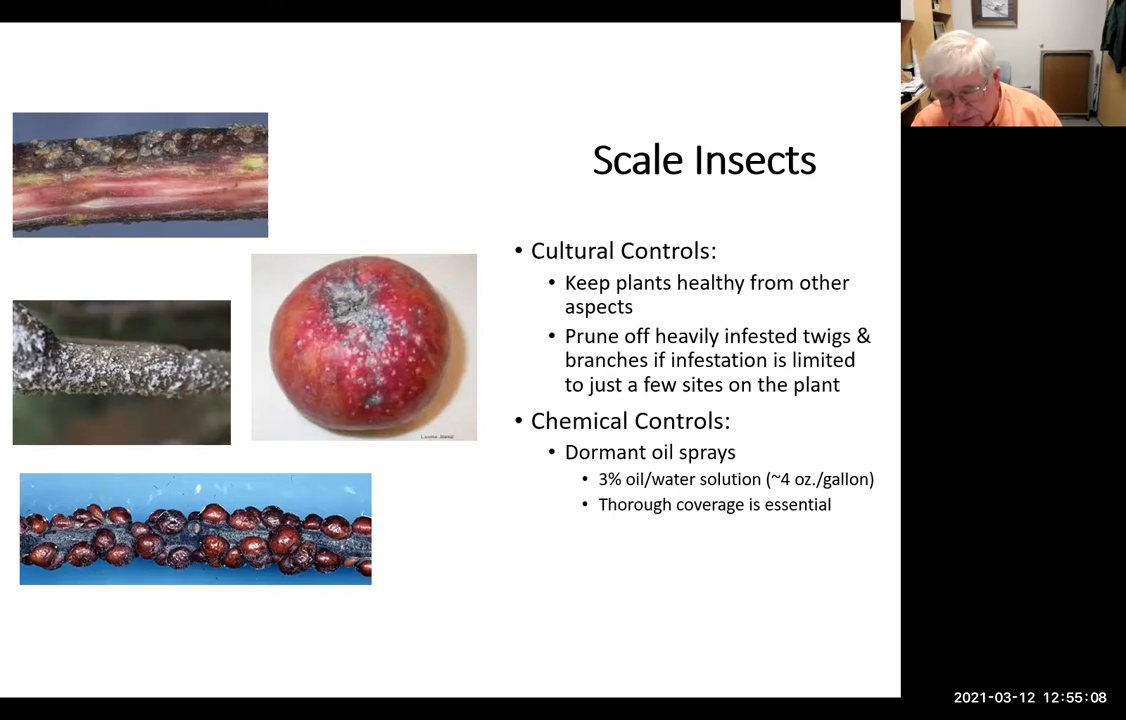 Scale Insects
• Cultural Controls:
• Keep plants healthy from other
aspects
• Prune off heavily infested twigs &
branches if infestation is limited
to just a few sites on the plant
• Chemical Controls:
• Dormant oil sprays
• 3% oil/water solution (~4 oz./gallon)
• Thorough coverage is essential
2021-03-12 12:55:08